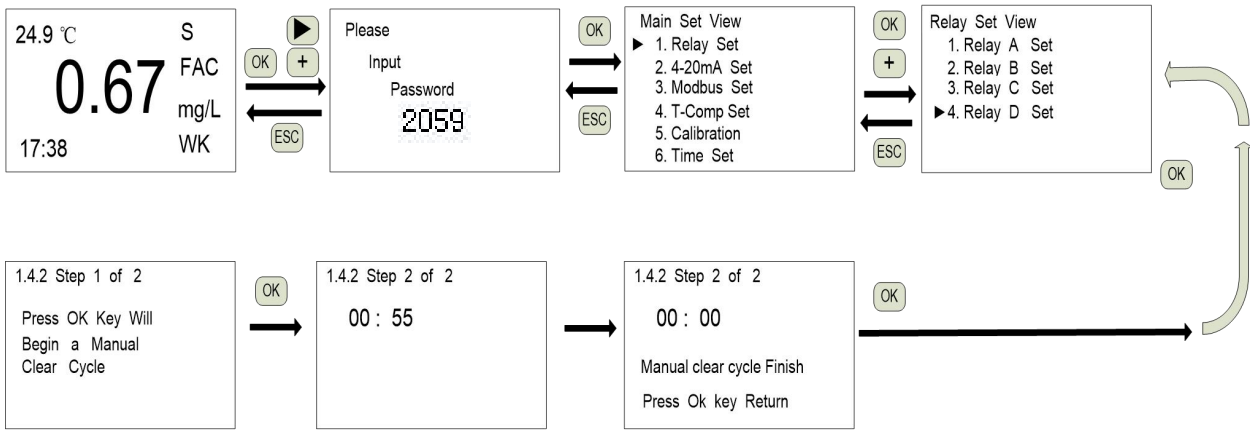 24.9 ℃ S
0.67 FAC
mg/L
17:38 WK
OK +
ESC
Please
Input
Password
2059
OK
ESC
Main Set View
1. Relay Set
2. 4-20mA Set
3. Modbus Set
4. T-Comp Set
5. Calibration
6. Time Set
OK
+
ESC
Relay Set View
1. Relay A Set
2. Relay B Set
3. Relay C Set
4. Relay D Set
OK
1.4.2 Step 1 of 2
Press OK Key Will
Begin a Manual
Clear Cycle
OK
1.4.2 Step 2 of 2
00 : 55
1.4.2 Step 2 of 2
00 : 00
Manual clear cycle Finish
Press Ok key Return
OK